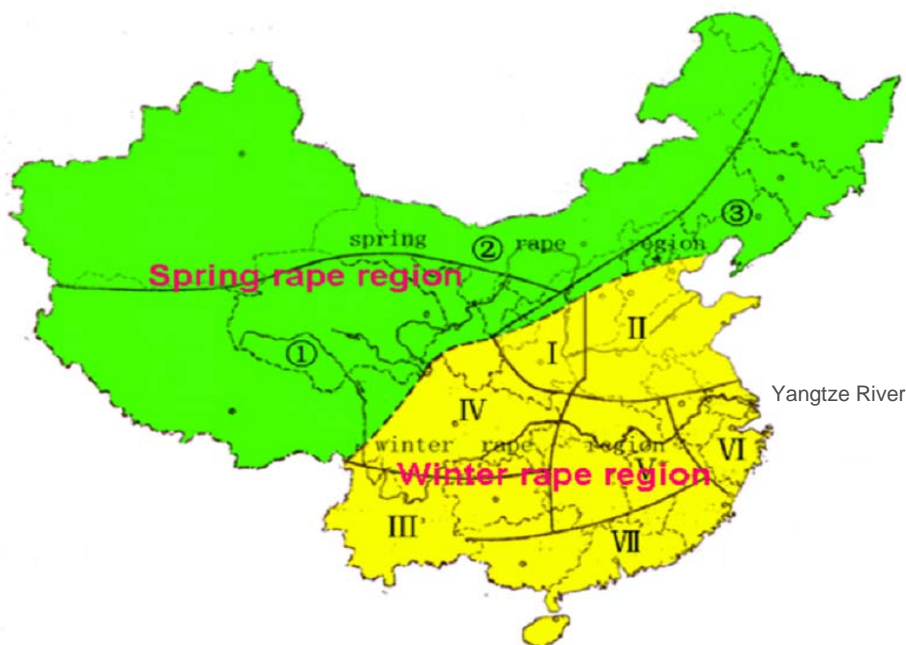 ③
spring ② rape region
Spring rape region
①
II
I
Yangtze River
IV
winter rape region
VI
V
Winter rape region
III
VII